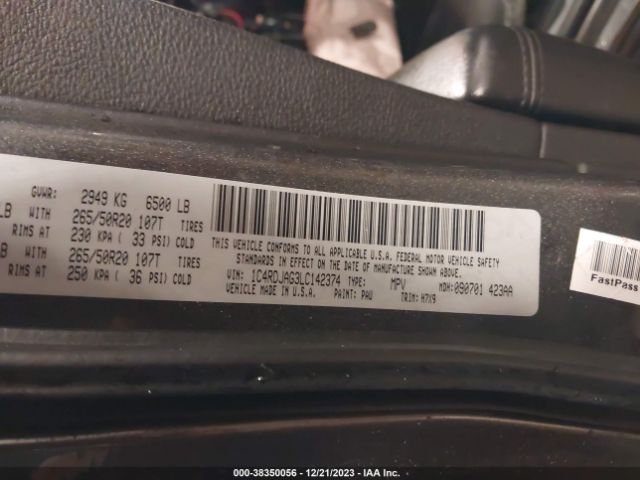 GVWR: 2949 KG 6500 LB
LB WITH 265/50R20 107T TIRES
RIMS AT 230 KPA ( 33 PSI) COLD
B WITH 265/50R20 107T TIRES
RIMS AT 250 KPA ( 36 PSI) COLD
THIS VEHICLE CONFORMS TO ALL APPLICABLE U.S.A. FEDERAL MOTOR VEHICLE SAFETY
STANDARDS IN EFFECT ON THE DATE OF MANUFACTURE SHOWN ABOVE.
VIN: 1C4RDJAG3LC142374 TYPE: MPV MDH: 090701 423AA
VEHICLE MADE IN U.S.A. PAINT: PAU TRIM: H7X9
FastPass
000-38350056 - 12/21/2023 - IAA Inc.